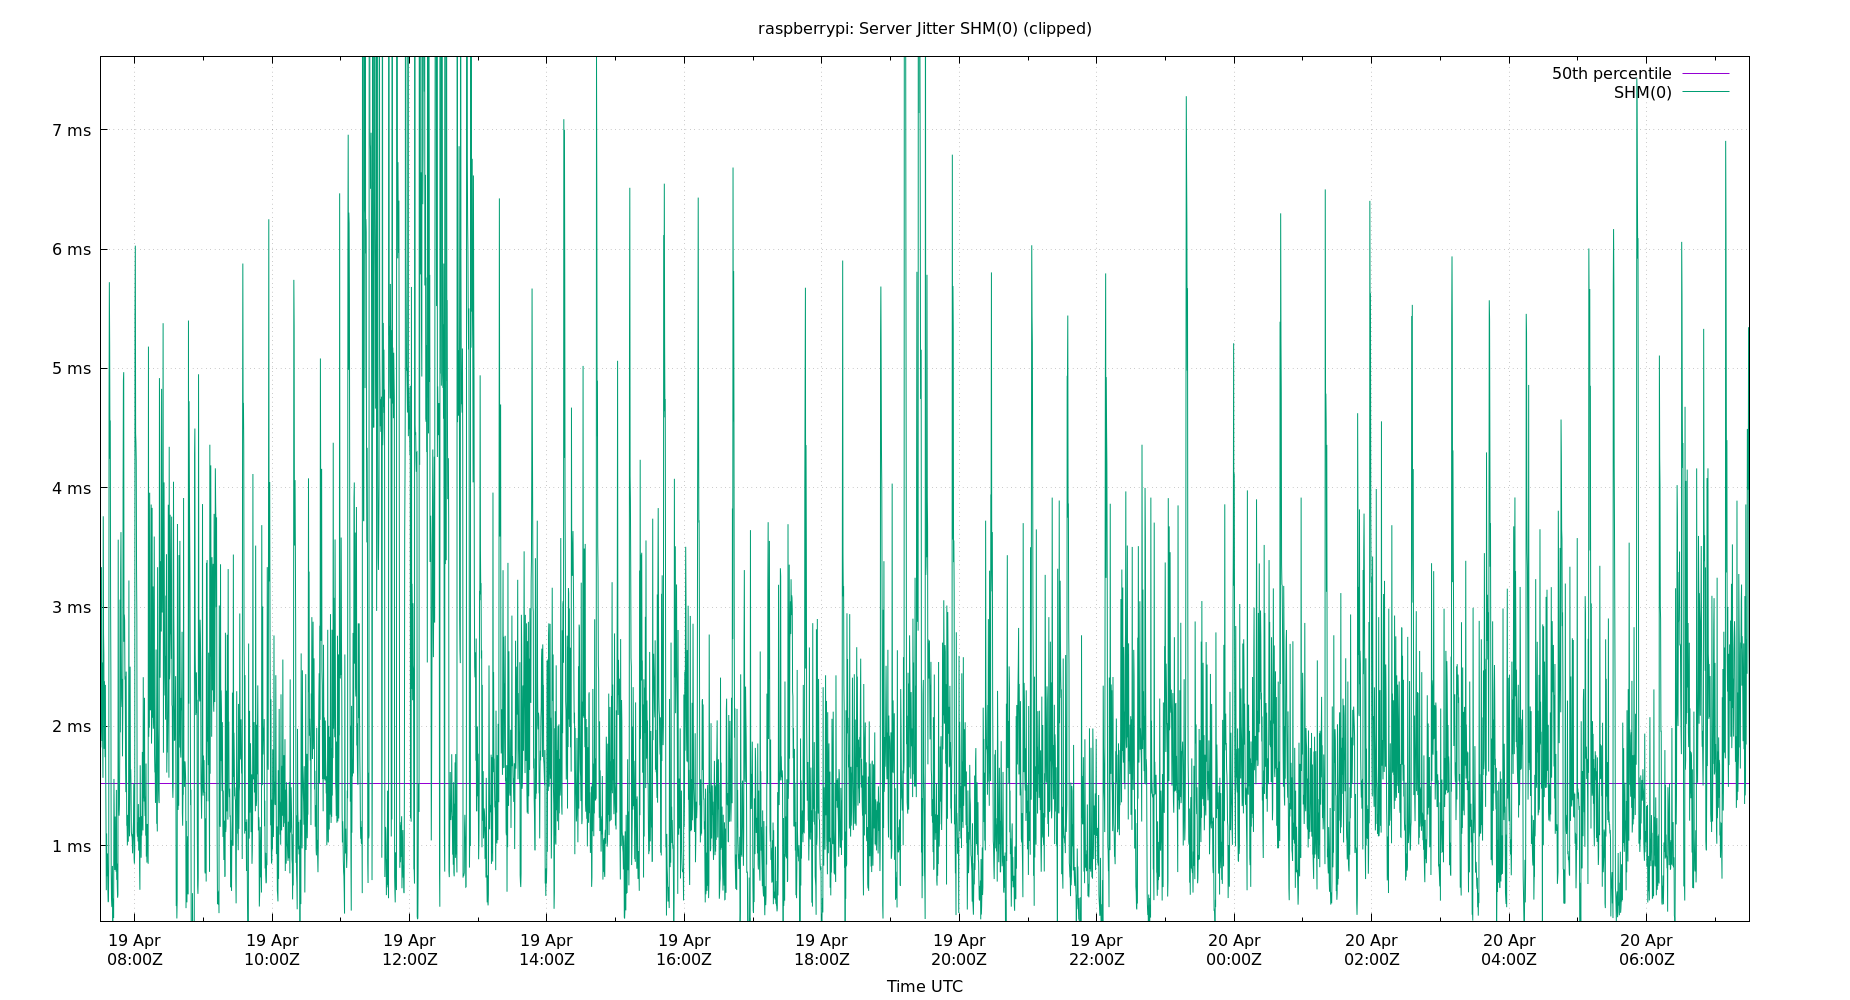 raspberrypi: Server Jitter SHM(0) (clipped)
50th percentile
SHM(0)
7 ms
6 ms
5 ms
4 ms
3 ms
2 ms
1 ms
19 Apr 19 Apr 19 Apr 19 Apr 19 Apr 19 Apr 19 Apr 19 Apr 20 Apr 20 Apr 20 Apr 20 Apr
08:00Z 10:00Z 12:00Z 14:00Z 16:00Z 18:00Z 20:00Z 22:00Z 00:00Z 02:00Z 04:00Z 06:00Z
Time UTC